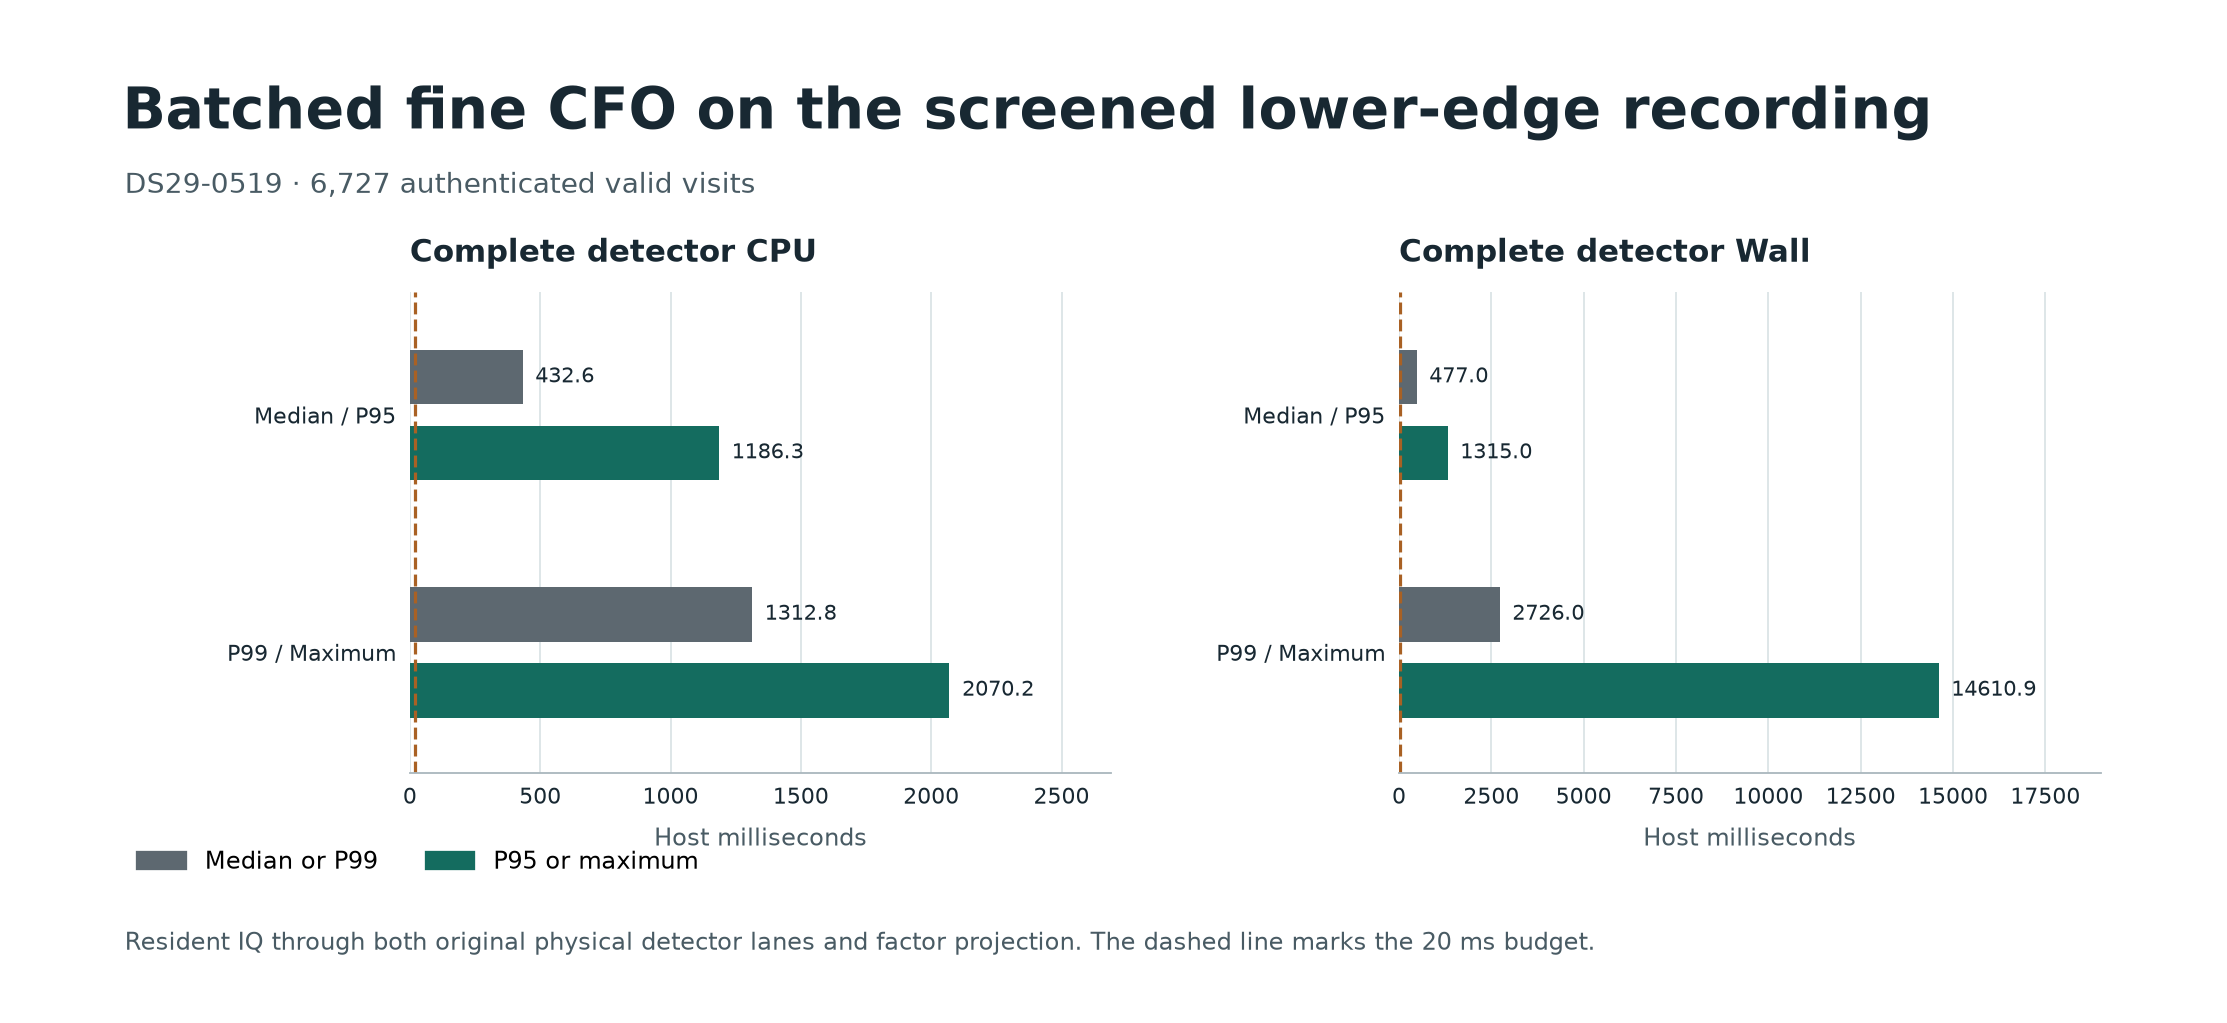 Batched fine CFO on the screened lower-edge recording
DS29-0519 · 6,727 authenticated valid visits
Complete detector CPU
Median / P95
432.6
1186.3
P99 / Maximum
1312.8
2070.2
0 500 1000 1500 2000 2500
Host milliseconds
Complete detector Wall
Median / P95
477.0
1315.0
P99 / Maximum
2726.0
14610.9
0 2500 5000 7500 10000 12500 15000 17500
Host milliseconds
Median or P99 P95 or maximum
Resident IQ through both original physical detector lanes and factor projection. The dashed line marks the 20 ms budget.